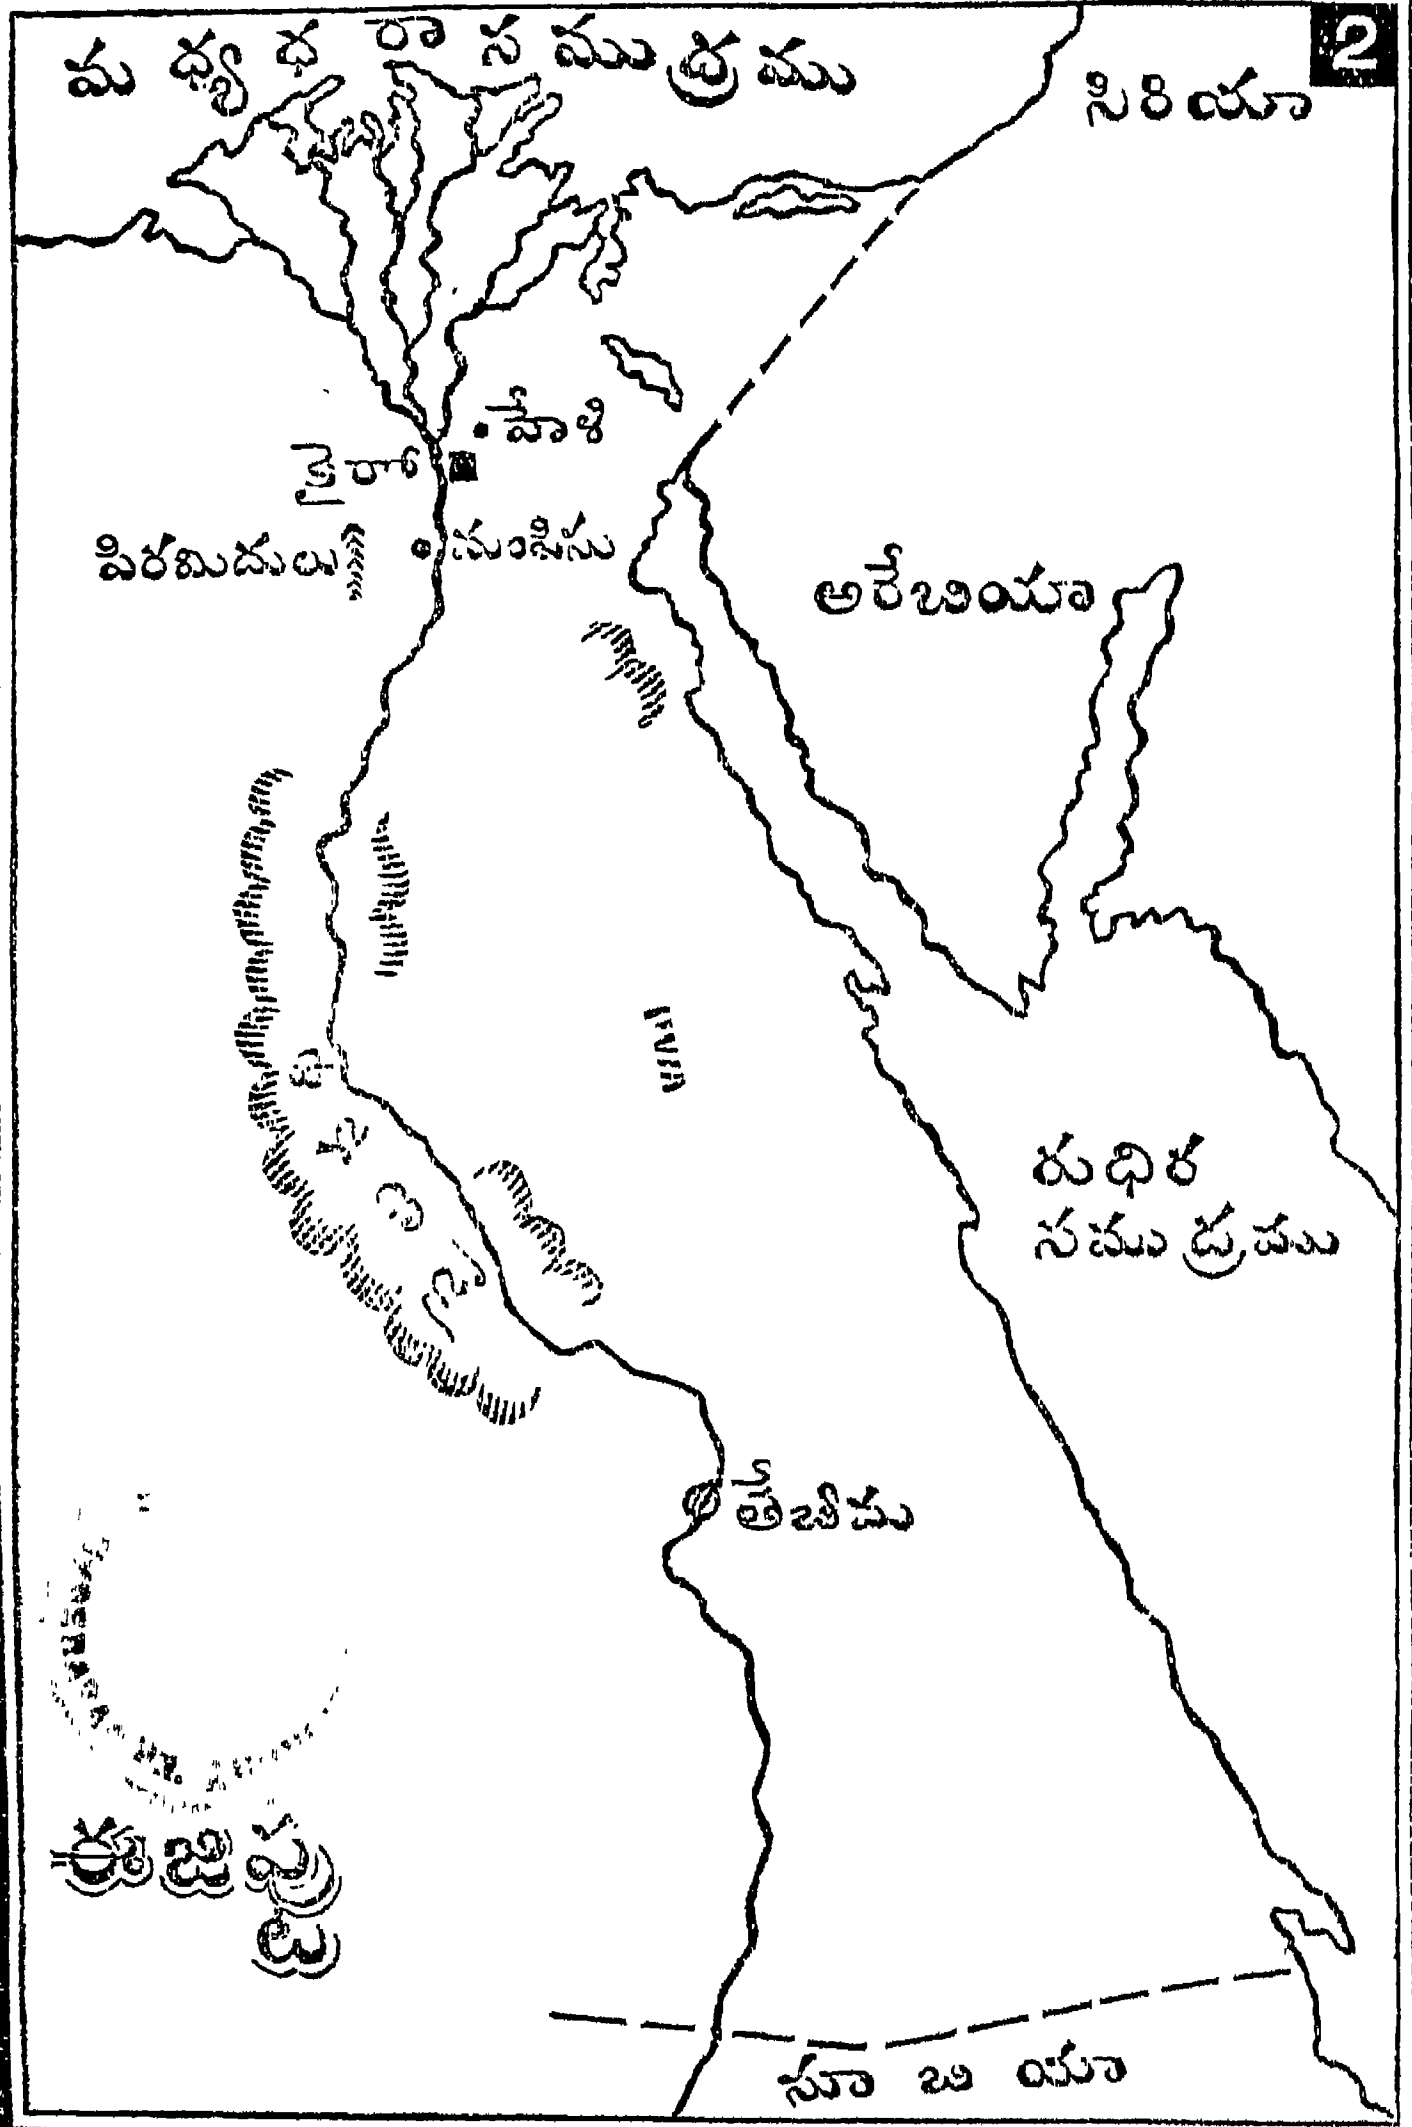 మధ్యధరాసముద్రము
2
సిరియా
హేళి
కైరో
పిరమిదులు
మంఫిసు
అరేబియా
రుధిర
సముద్రము
తేబీసు
ఈజిప్టు
నూబియా